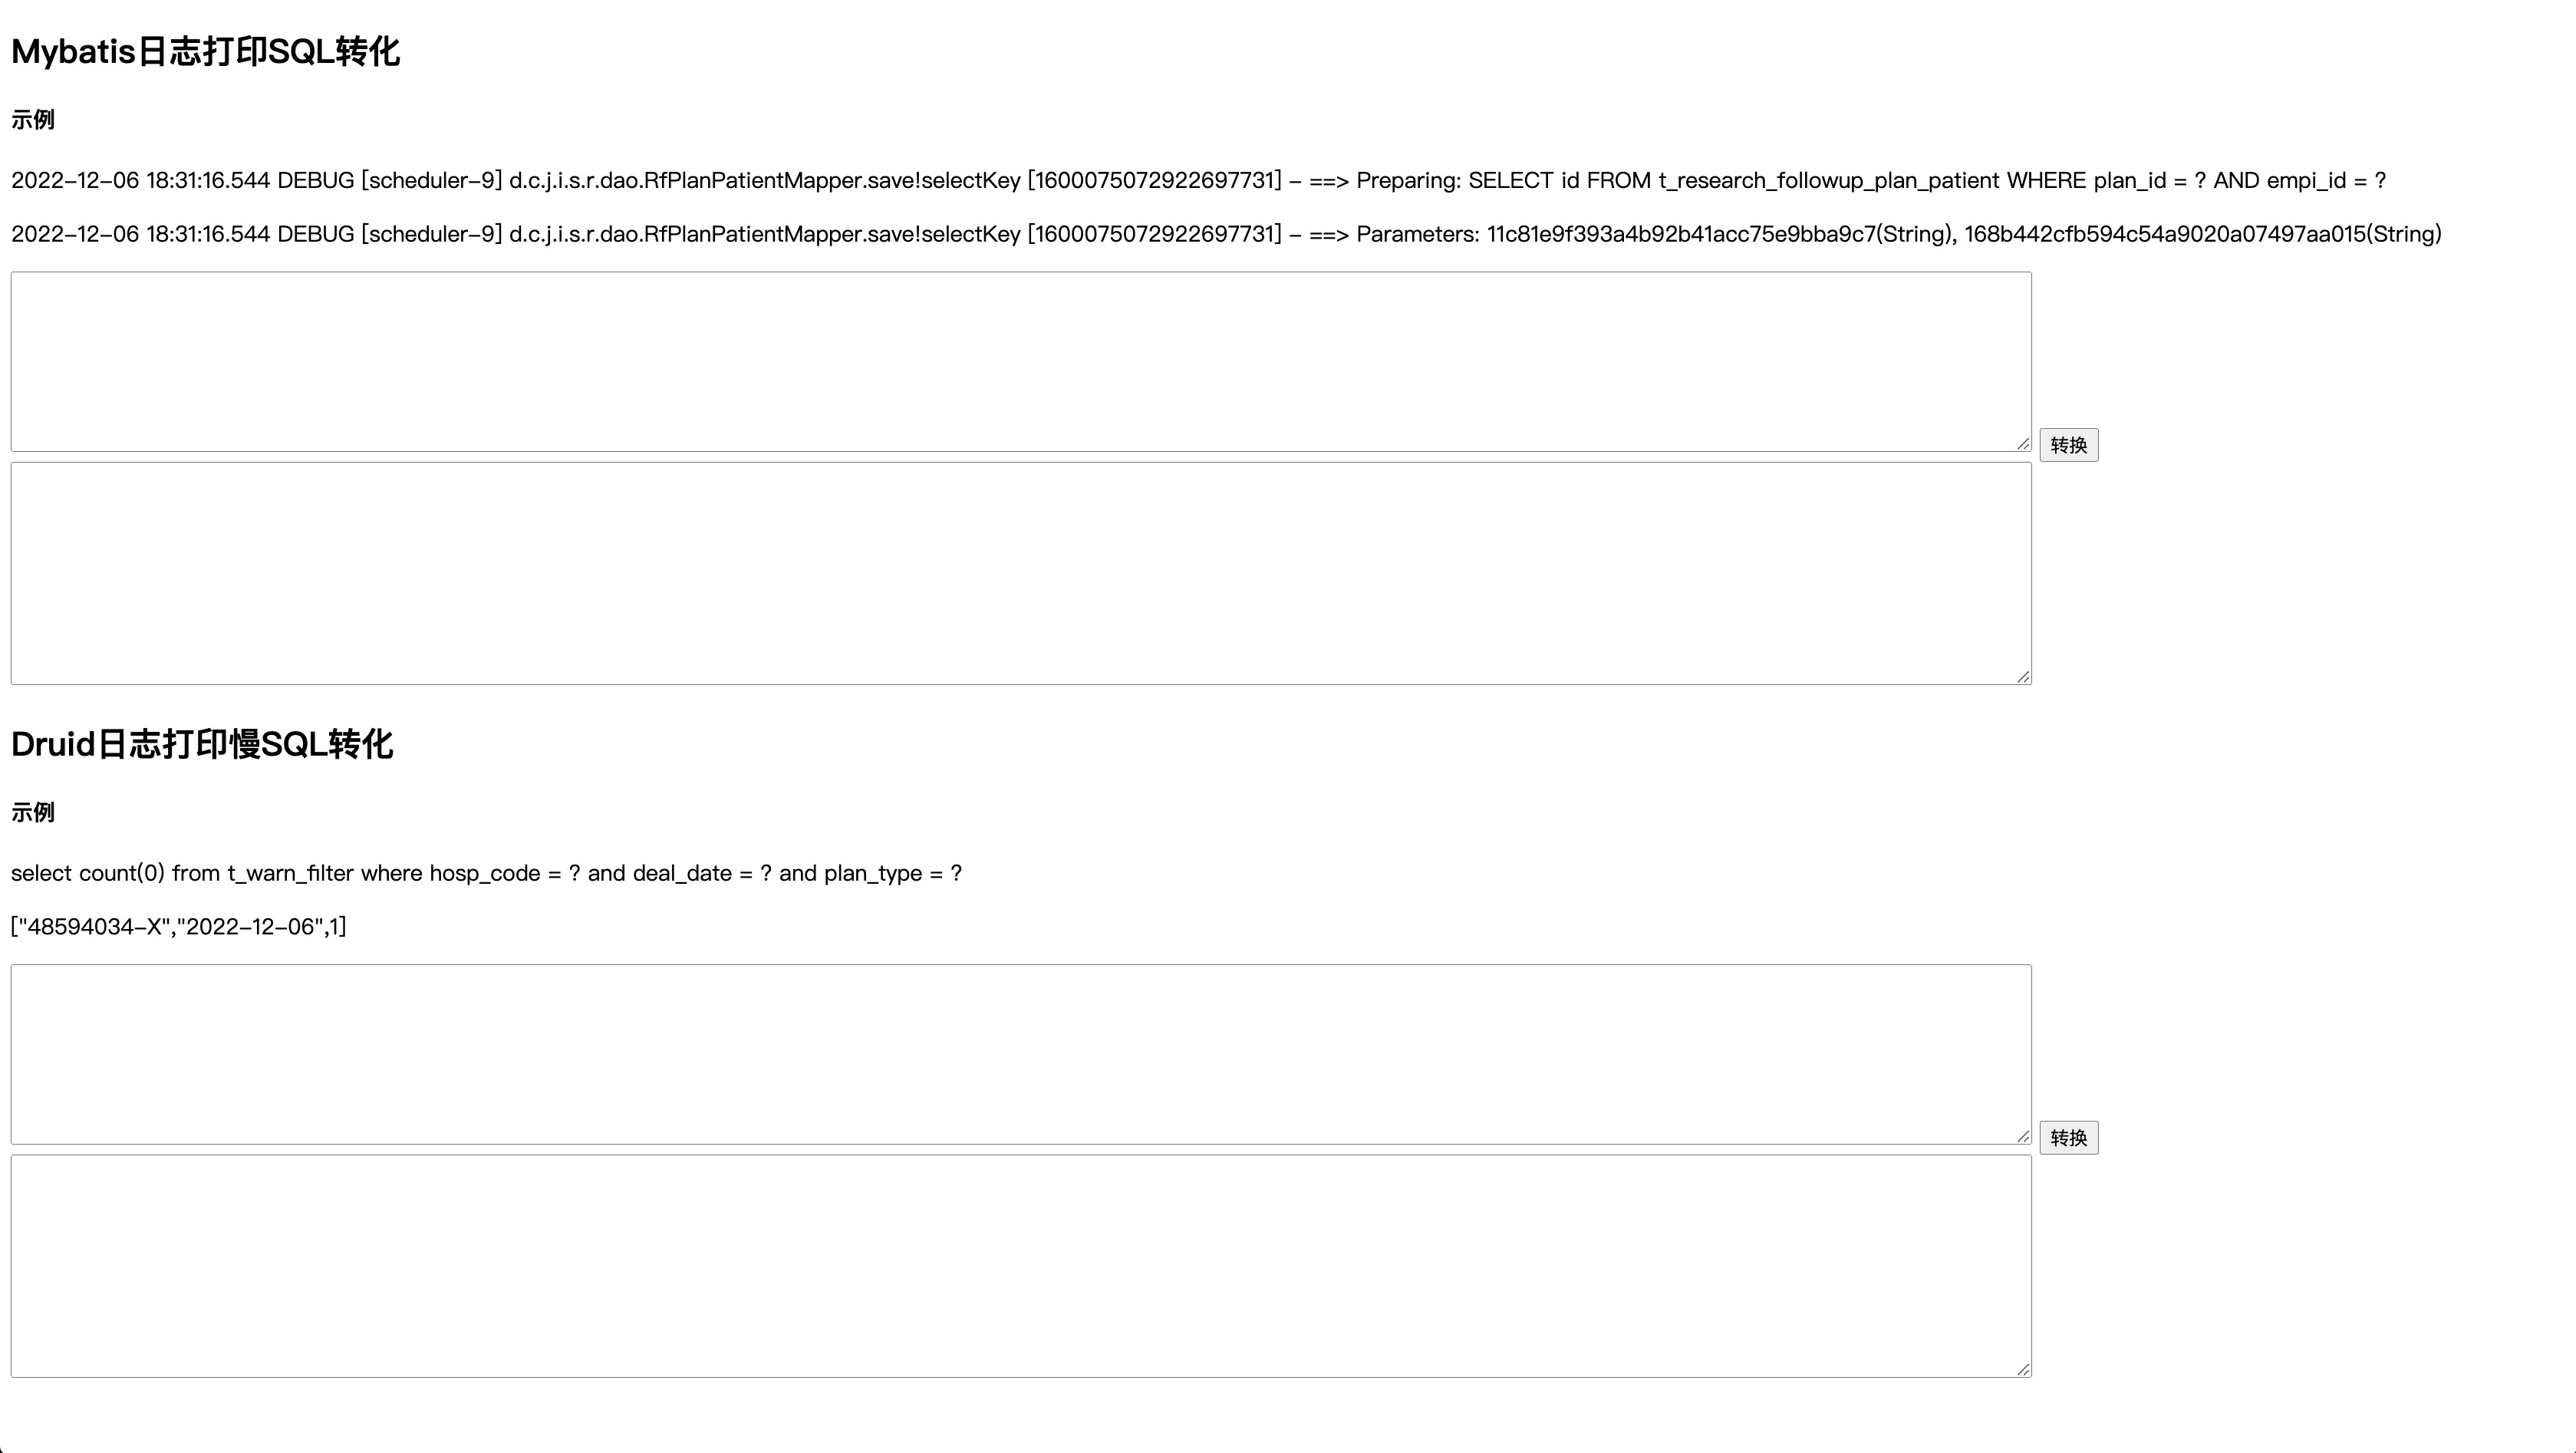 Mybatis日志打印SQL转化
示例
2022-12-06 18:31:16.544 DEBUG [scheduler-9] d.c.j.i.s.r.dao.RfPlanPatientMapper.save!selectKey [1600075072922697731] - ==> Preparing: SELECT id FROM t_research_followup_plan_patient WHERE plan_id = ? AND empi_id = ?
2022-12-06 18:31:16.544 DEBUG [scheduler-9] d.c.j.i.s.r.dao.RfPlanPatientMapper.save!selectKey [1600075072922697731] - ==> Parameters: 11c81e9f393a4b92b41acc75e9bba9c7(String), 168b442cfb594c54a9020a07497aa015(String)
转换
Druid日志打印慢SQL转化
示例
select count(0) from t_warn_filter where hosp_code = ? and deal_date = ? and plan_type = ?
["48594034-X","2022-12-06",1]
转换